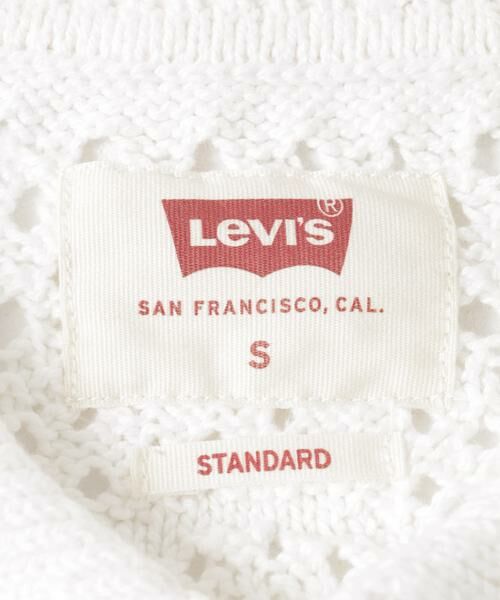 LEVI'S®
SAN FRANCISCO, CAL.
S
STANDARD